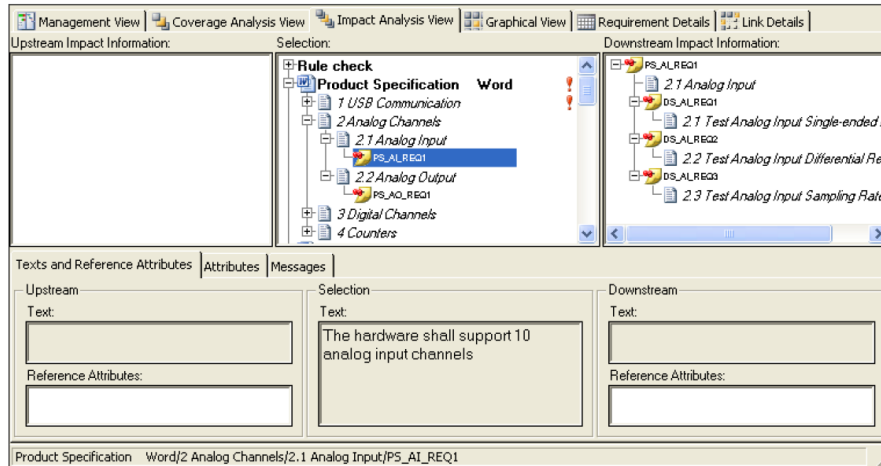 Management View Coverage Analysis View Impact Analysis View Graphical View Requirement Details Link Details
Upstream Impact Information:
Selection:
Rule check
Product Specification Word
1 USB Communication
2 Analog Channels
2.1 Analog Input
PS_AI_REQ1
2.2 Analog Output
PS_AO_REQ1
3 Digital Channels
4 Counters
Downstream Impact Information:
PS_AI_REQ1
2.1 Analog Input
DS_AI_REQ1
2.1 Test Analog Input Single-ended
DS_AI_REQ2
2.2 Test Analog Input Differential Re
DS_AI_REQ3
2.3 Test Analog Input Sampling Rate
Texts and Reference Attributes Attributes Messages
Upstream
Text:
Reference Attributes:
Selection
Text:
The hardware shall support 10
analog input channels
Downstream
Text:
Reference Attributes:
Product Specification Word/2 Analog Channels/2.1 Analog Input/PS_AI_REQ1